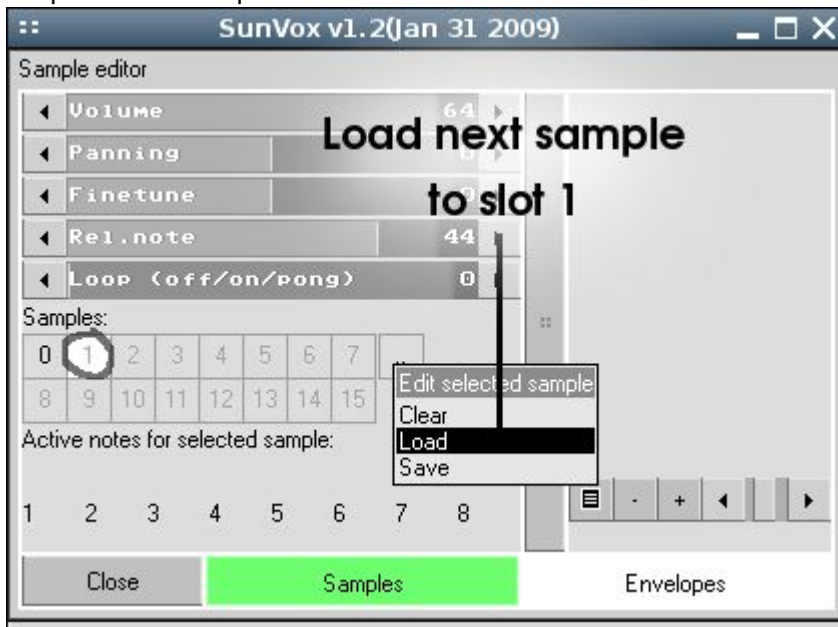 SunVox v1.2(Jan 31 2009)
Sample editor
Volume 64
Panning
Finetune
Rel.note 44
Loop (off/on/pong) 0
Load next sample
to slot 1
Samples:
0 1 2 3 4 5 6 7
8 9 10 11 12 13 14 15
Edit selected sample
Clear
Load
Save
Active notes for selected sample:
1 2 3 4 5 6 7 8
- +
Close Samples Envelopes